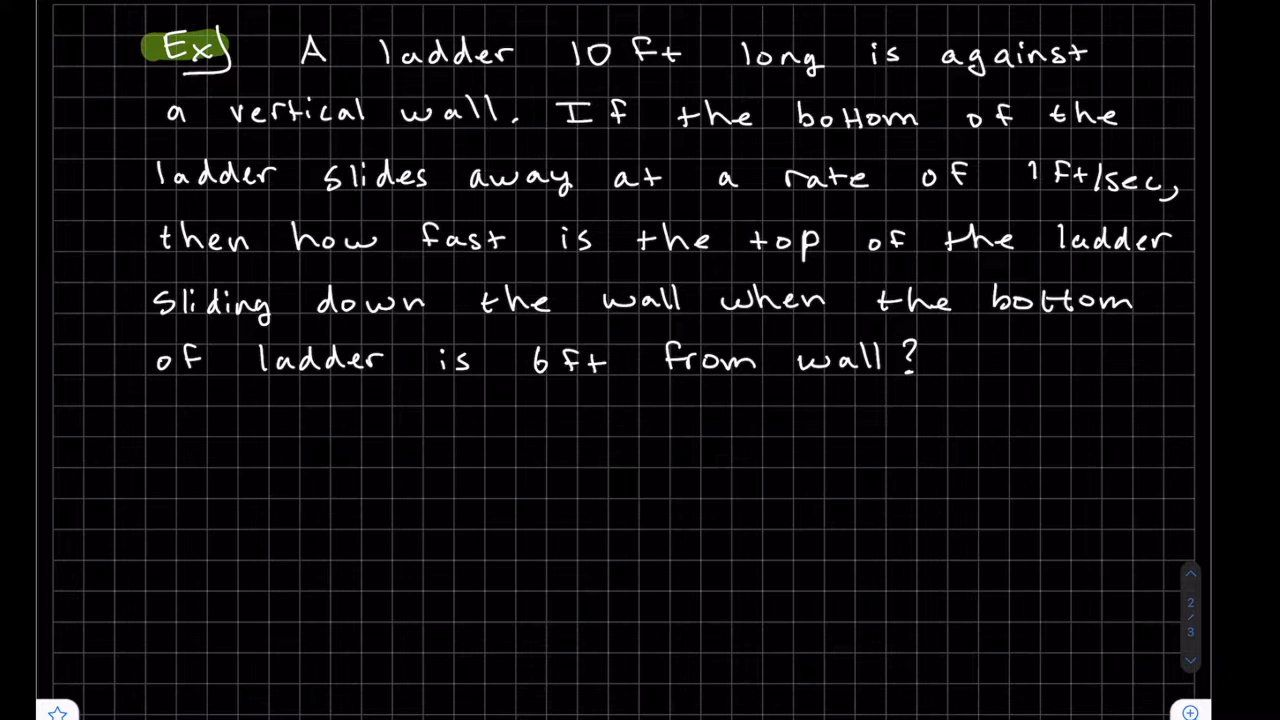 Ex) A ladder 10 ft long is against
a vertical wall. If the bottom of the
ladder slides away at a rate of 1 ft/sec,
then how fast is the top of the ladder
sliding down the wall when the bottom
of ladder is 6 ft from wall?
2
/
3